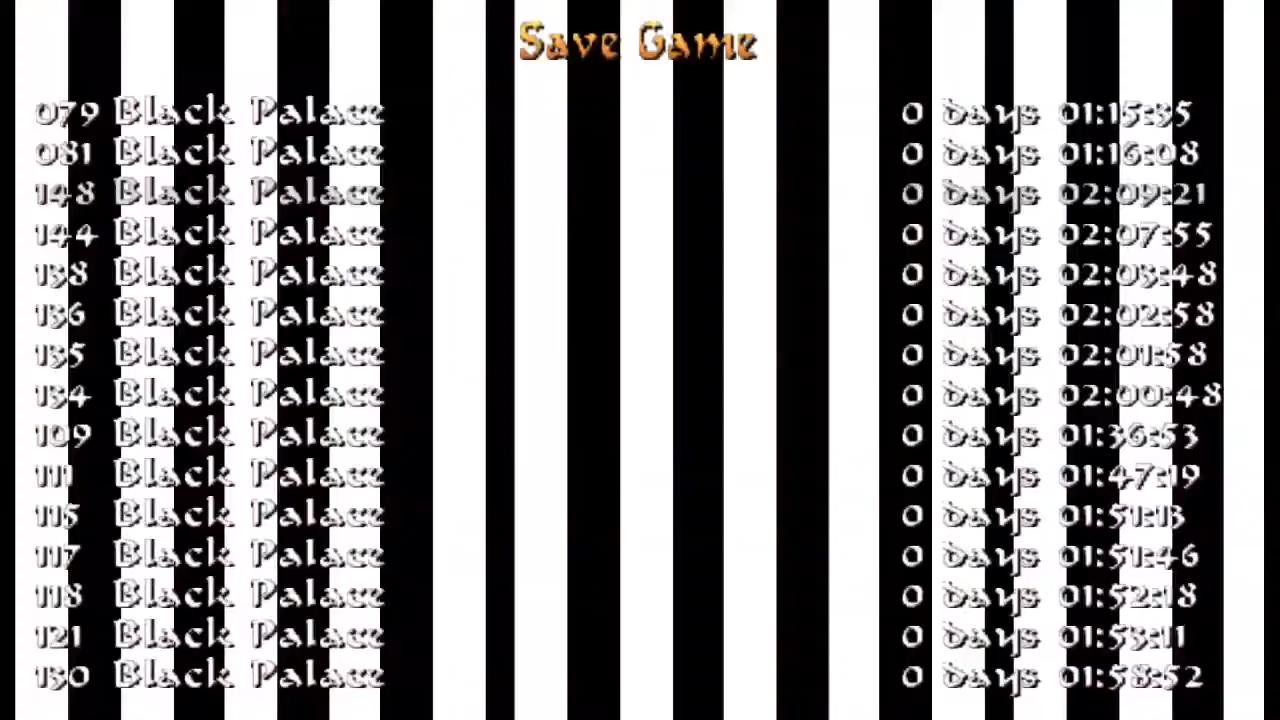 Save Game
079 Black Palace 0 days 01:15:35
081 Black Palace 0 days 01:16:08
148 Black Palace 0 days 02:09:21
144 Black Palace 0 days 02:07:55
138 Black Palace 0 days 02:03:48
136 Black Palace 0 days 02:02:58
135 Black Palace 0 days 02:01:58
134 Black Palace 0 days 02:00:48
109 Black Palace 0 days 01:36:53
111 Black Palace 0 days 01:47:19
115 Black Palace 0 days 01:51:13
117 Black Palace 0 days 01:51:46
118 Black Palace 0 days 01:52:18
121 Black Palace 0 days 01:53:11
130 Black Palace 0 days 01:58:52